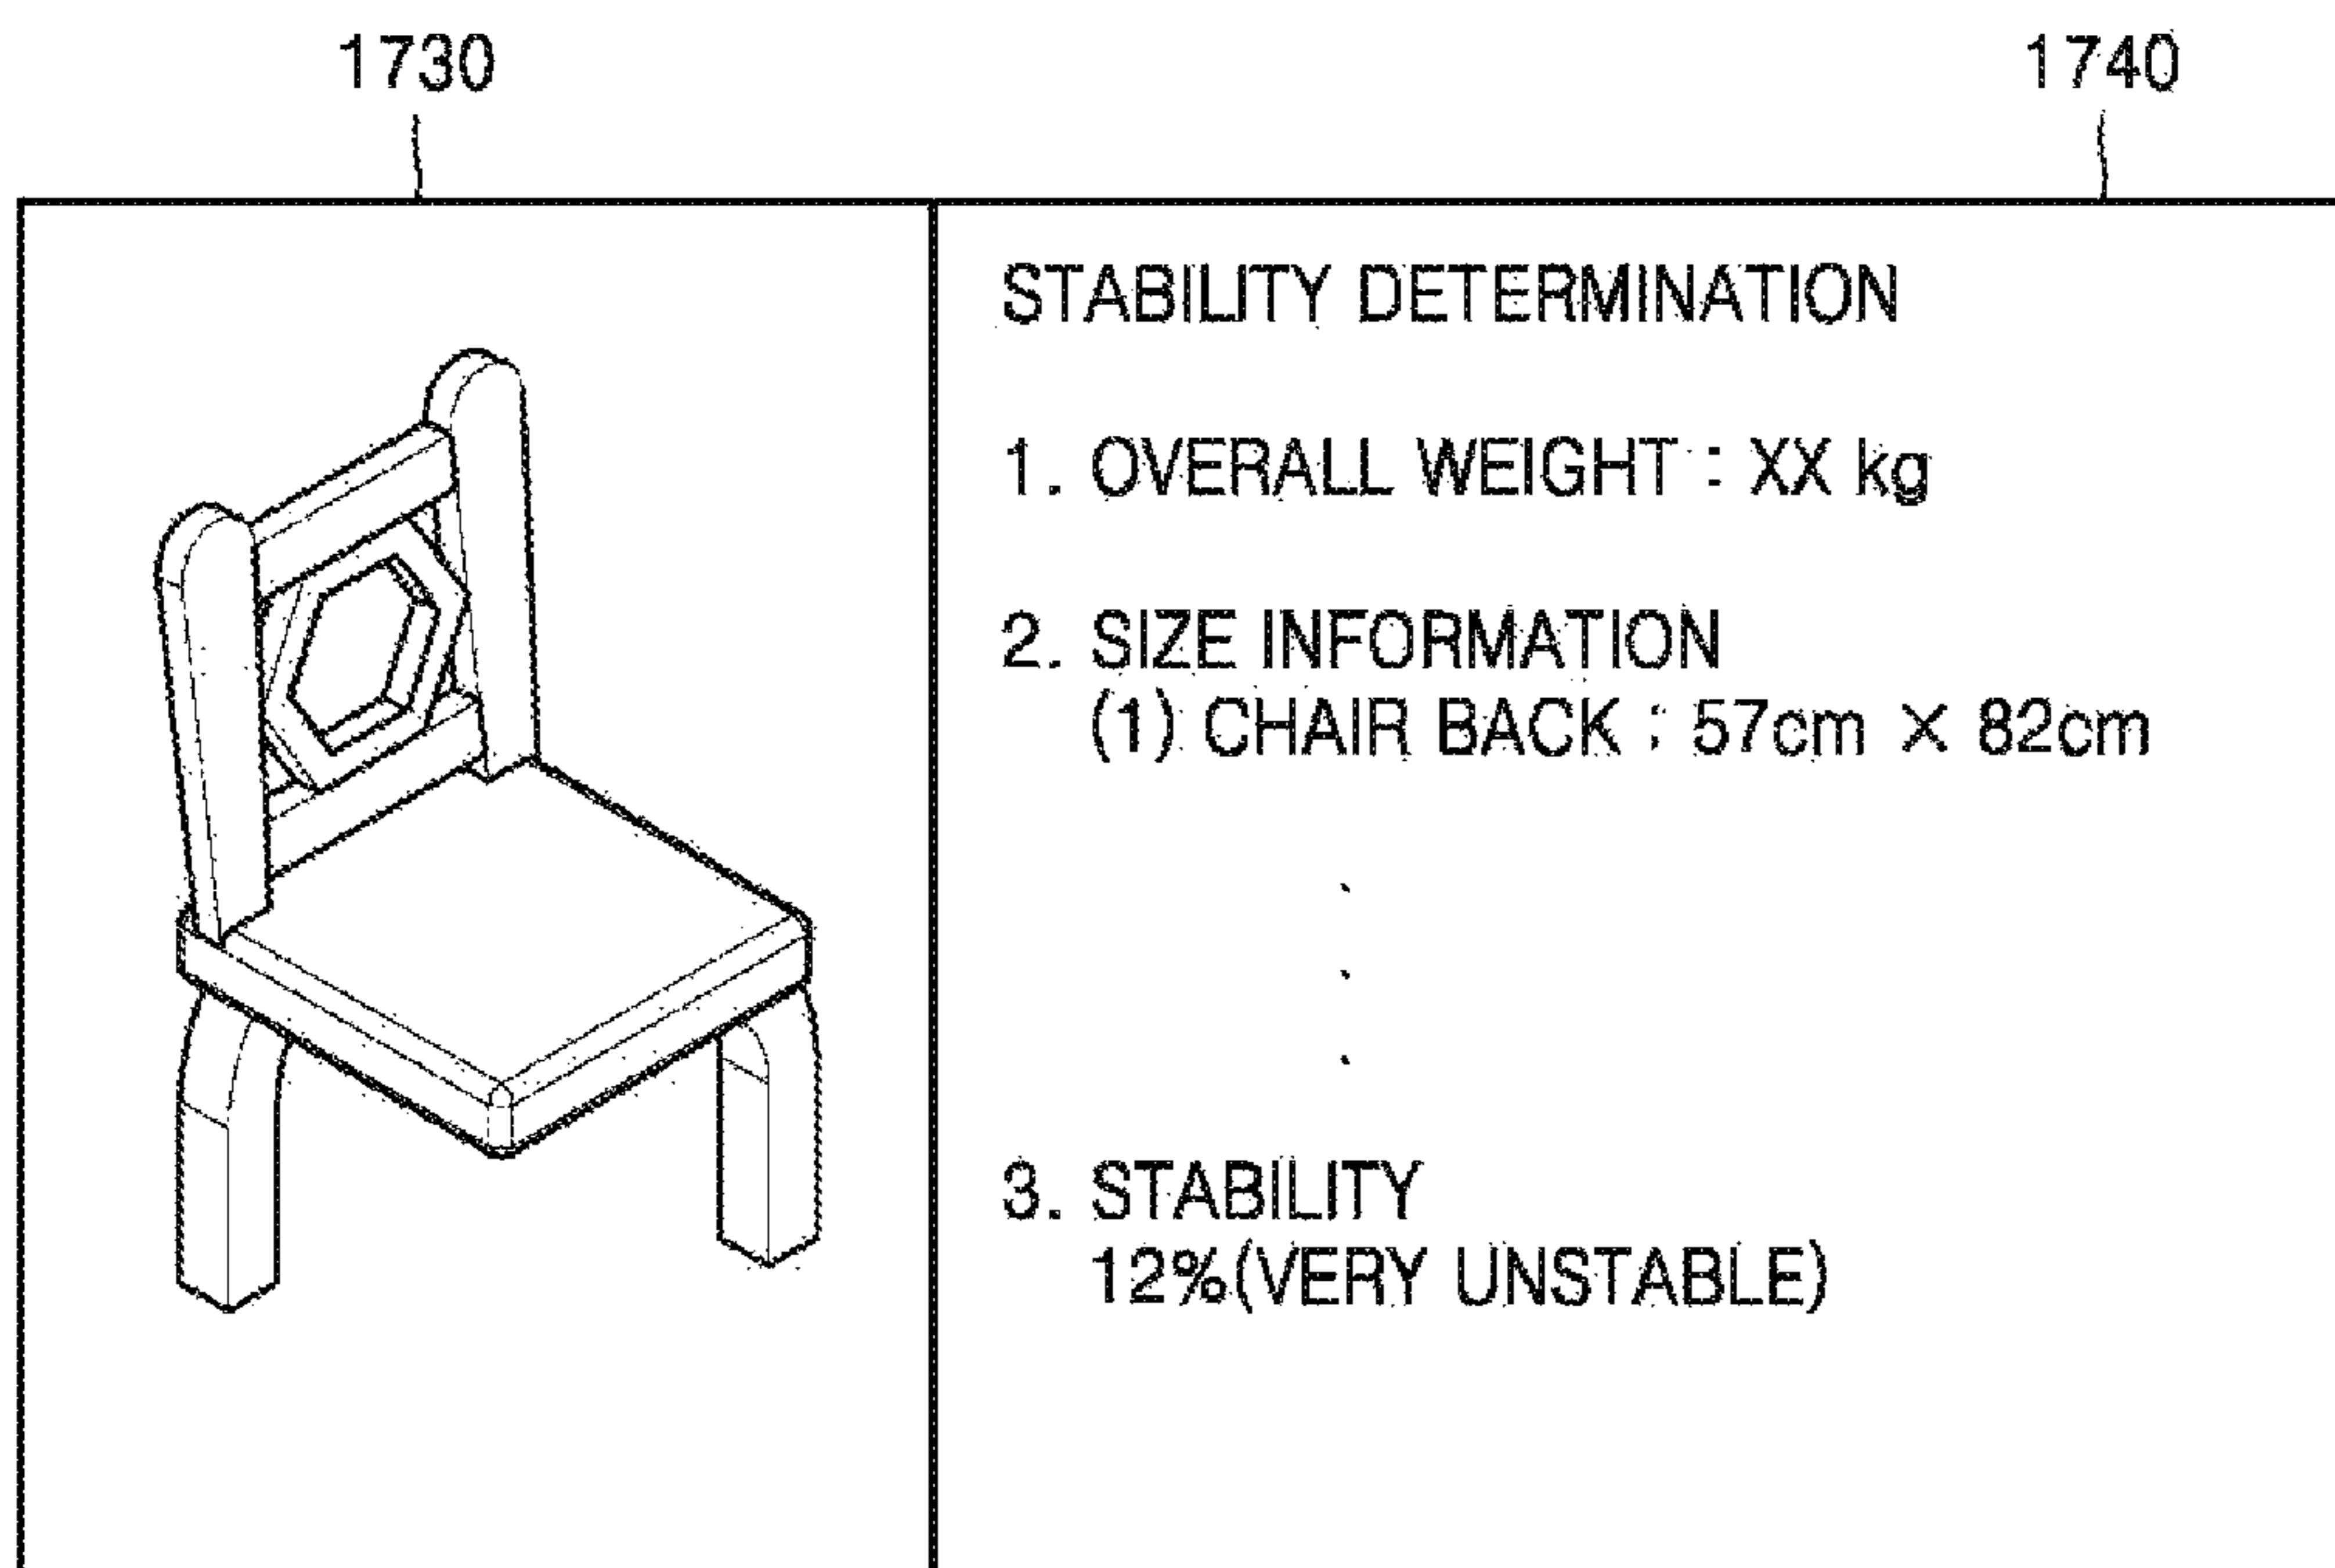 1730
1740
STABILITY DETERMINATION
1. OVERALL WEIGHT : XX kg
2. SIZE INFORMATION
(1) CHAIR BACK : 57cm × 82cm
.
.
.
3. STABILITY
12%(VERY UNSTABLE)